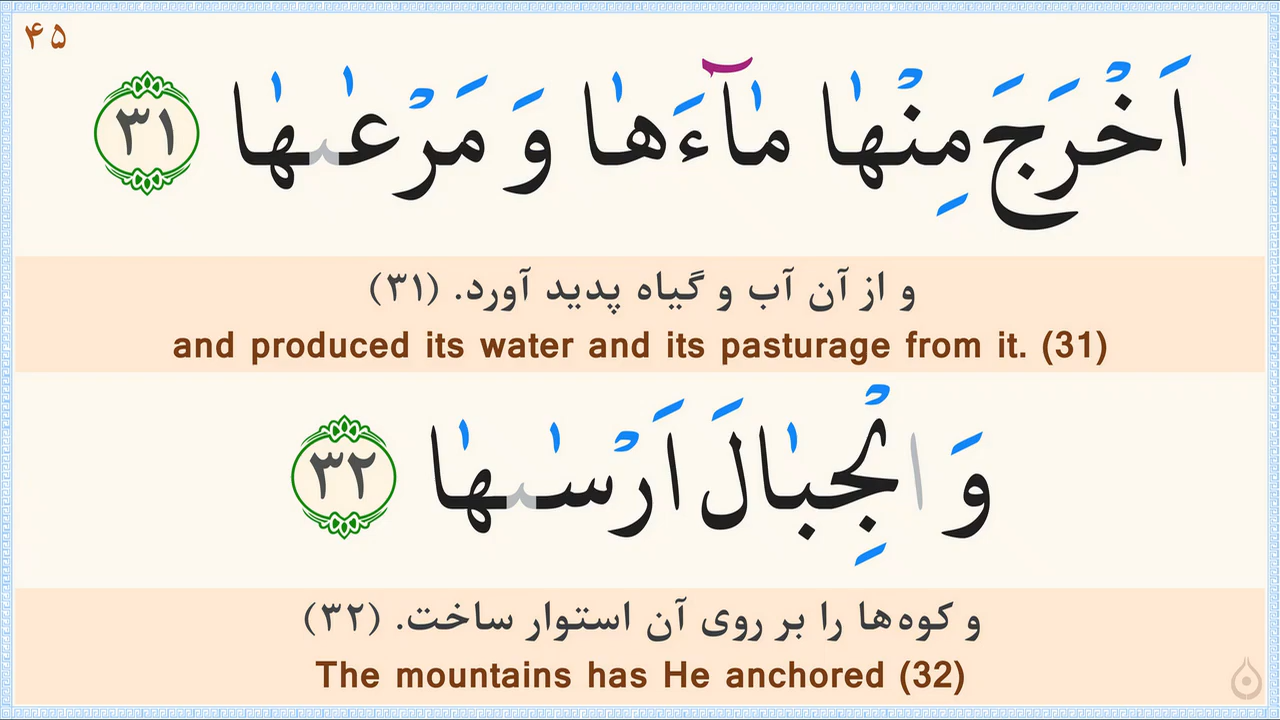 ۴۵
اَخْرَجَ مِنْهٰا مٰآءَهٰا وَ مَرْعٰىهٰا ﴿۳۱﴾
و از آن آب و گیاه پدید آورد. (۳۱)
and produced its water and its pasturage from it. (31)
وَ الْجِبٰالَ اَرْسٰىهٰا ﴿۳۲﴾
و کوه‌ها را بر روی آن استوار ساخت. (۳۲)
The mountains has He anchored (32)